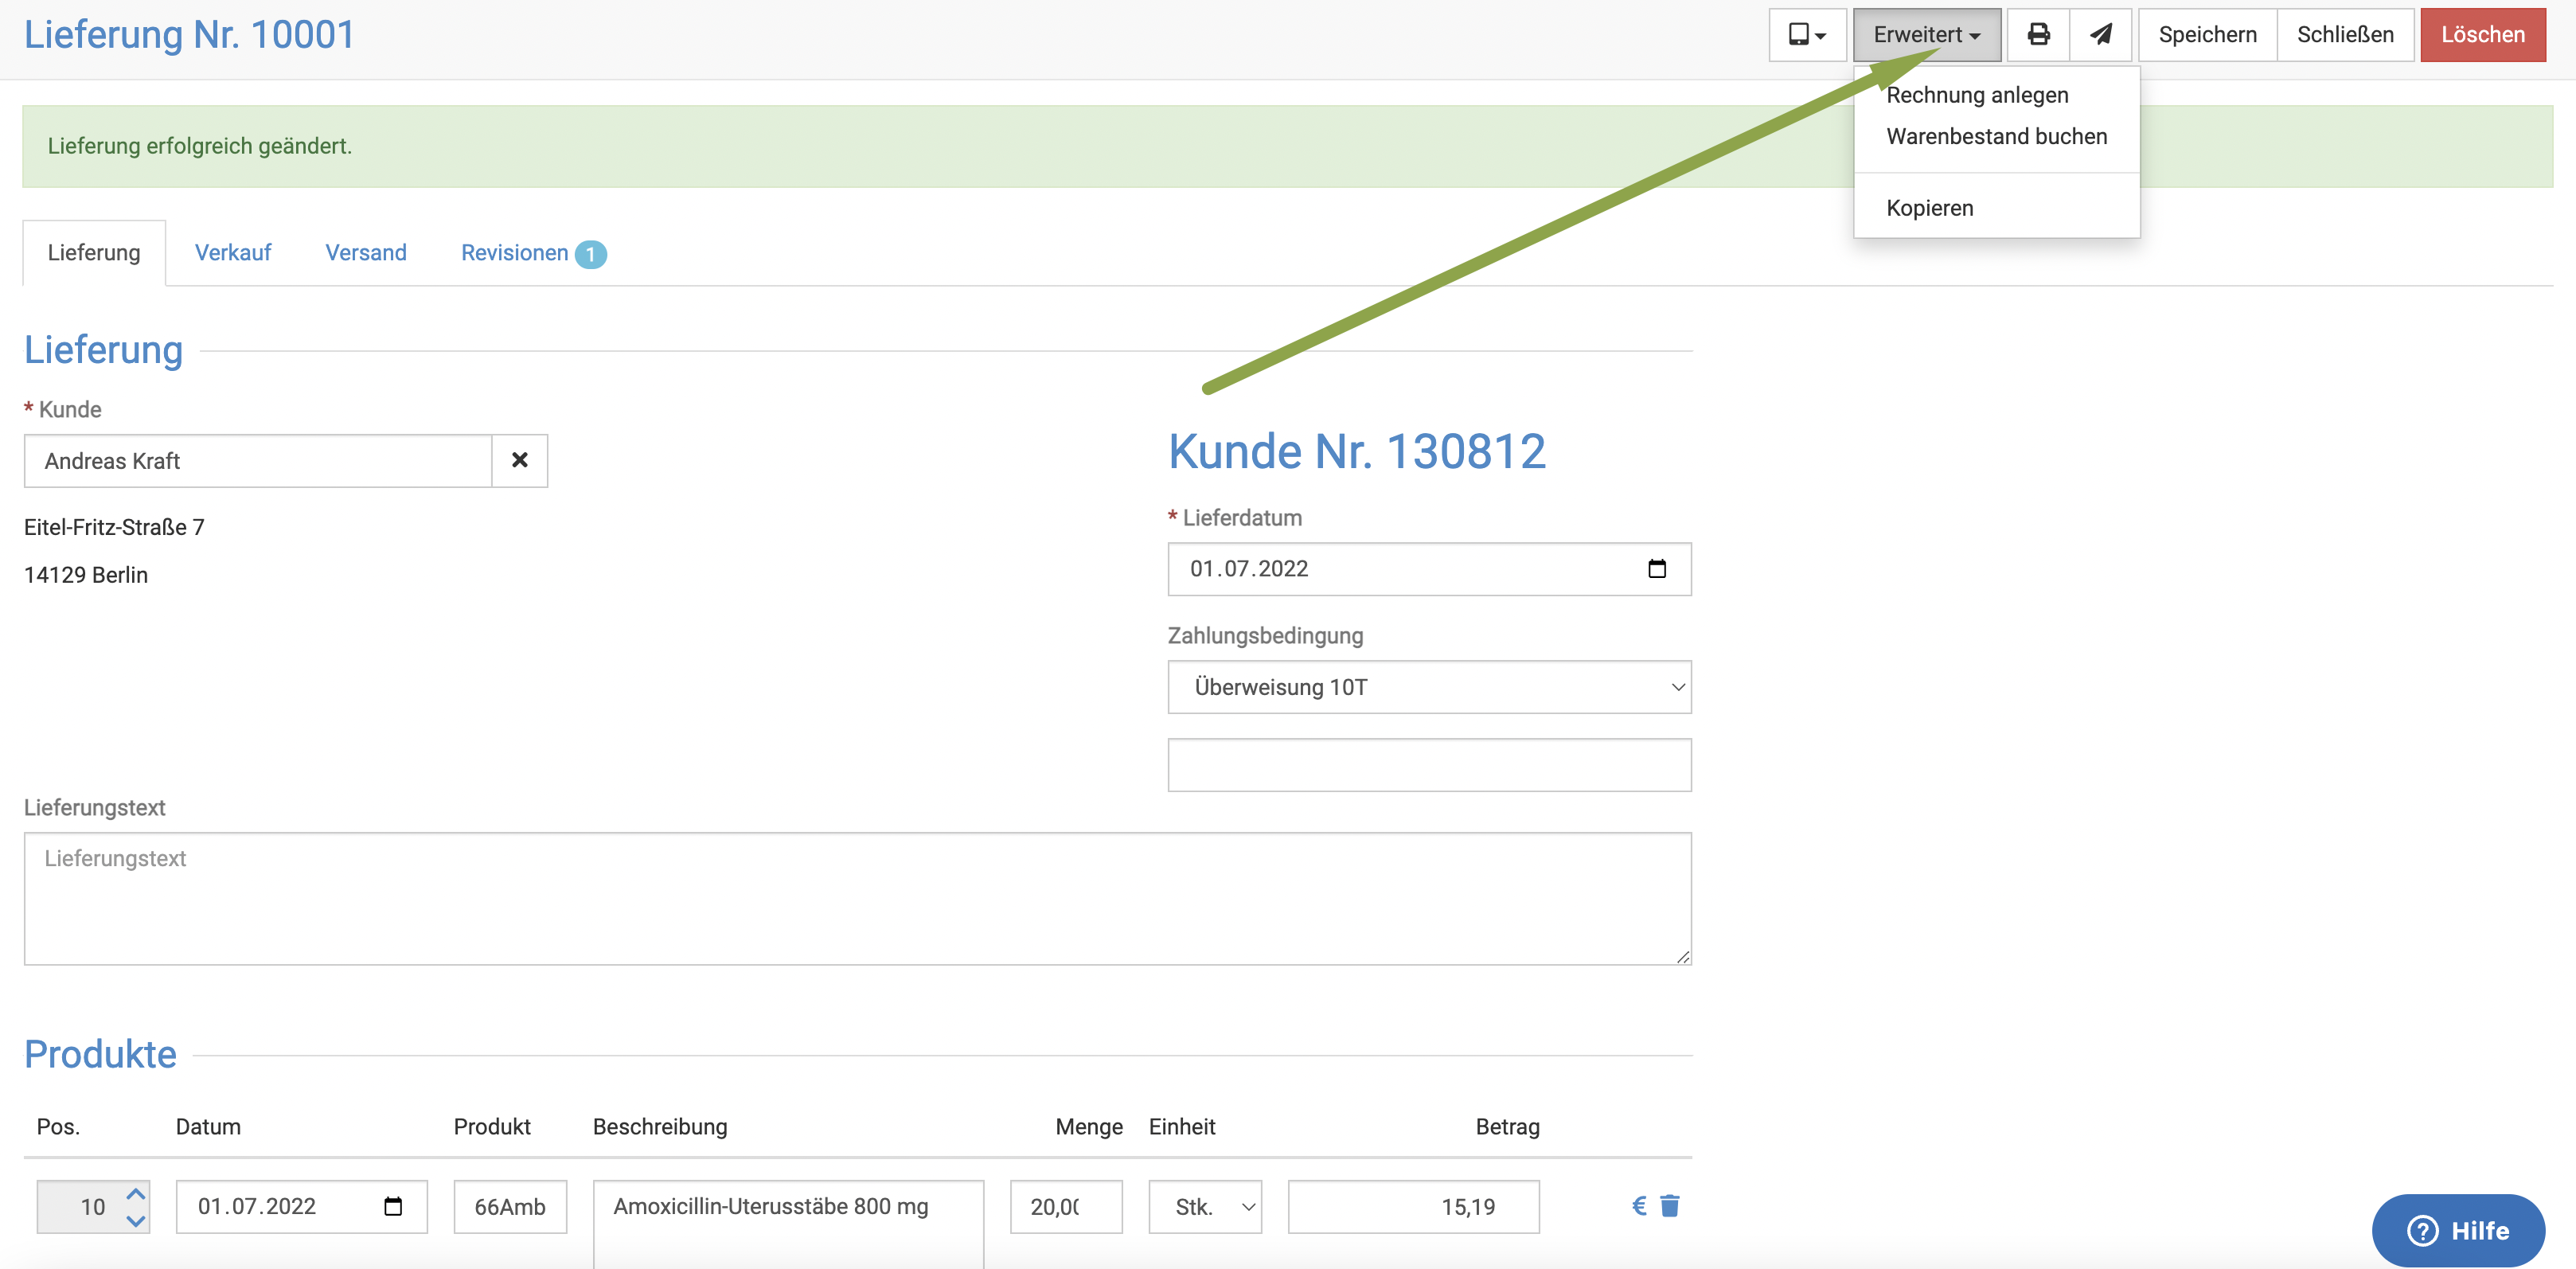 Lieferung Nr. 10001
Erweitert
Speichern
Schließen
Löschen
Rechnung anlegen
Warenbestand buchen
Kopieren
Lieferung erfolgreich geändert.
Lieferung
Verkauf
Versand
Revisionen 1
Lieferung
* Kunde
Andreas Kraft
Eitel-Fritz-Straße 7
14129 Berlin
Kunde Nr. 130812
* Lieferdatum
01.07.2022
Zahlungsbedingung
Überweisung 10T
Lieferungstext
Lieferungstext
Produkte
Pos. Datum Produkt Beschreibung Menge Einheit Betrag
10 01.07.2022 66Amb Amoxicillin-Uterusstäbe 800 mg 20,00 Stk. 15,19 €
? Hilfe